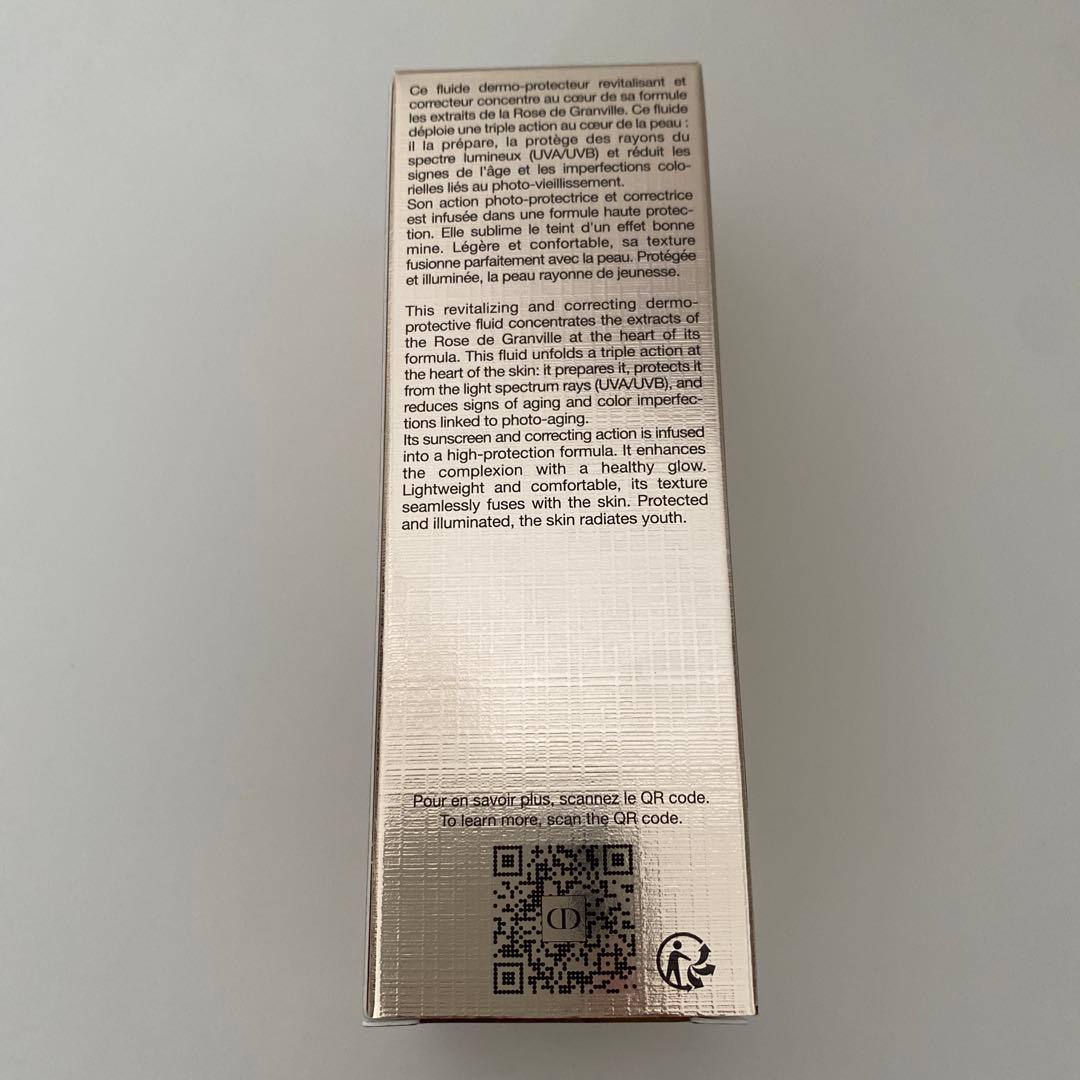 Ce fluide dermo-protecteur revitalisant et
correcteur concentre au cœur de sa formule
les extraits de la Rose de Granville. Ce fluide
déploie une triple action au cœur de la peau :
il la prépare, la protège des rayons du
spectre lumineux (UVA/UVB) et réduit les
signes de l'âge et les imperfections colo-
rielles liés au photo-vieillissement.
Son action photo-protectrice et correctrice
est infusée dans une formule haute protec-
tion. Elle sublime le teint d'un effet bonne
mine. Légère et confortable, sa texture
fusionne parfaitement avec la peau. Protégée
et illuminée, la peau rayonne de jeunesse.
This revitalizing and correcting dermo-
protective fluid concentrates the extracts of
the Rose de Granville at the heart of its
formula. This fluid unfolds a triple action at
the heart of the skin: it prepares it, protects it
from the light spectrum rays (UVA/UVB), and
reduces signs of aging and color imperfec-
tions linked to photo-aging.
Its sunscreen and correcting action is infused
into a high-protection formula. It enhances
the complexion with a healthy glow.
Lightweight and comfortable, its texture
seamlessly fuses with the skin. Protected
and illuminated, the skin radiates youth.
Pour en savoir plus, scannez le QR code.
To learn more, scan the QR code.
CD